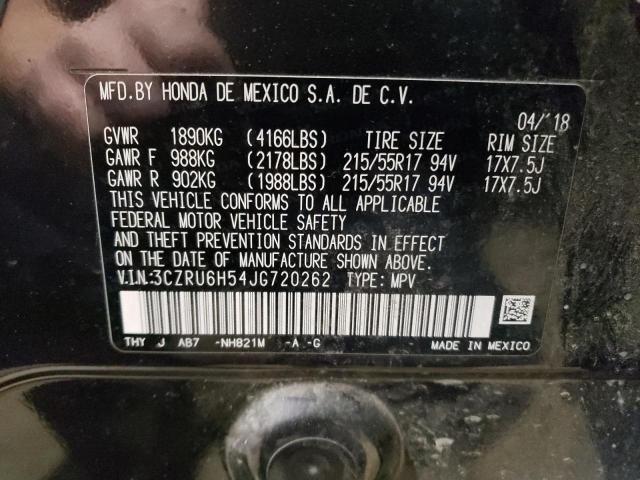 MFD.BY HONDA DE MEXICO S.A. DE C.V.
04/'18
GVWR 1890KG (4166LBS) TIRE SIZE RIM SIZE
GAWR F 988KG (2178LBS) 215/55R17 94V 17X7.5J
GAWR R 902KG (1988LBS) 215/55R17 94V 17X7.5J
THIS VEHICLE CONFORMS TO ALL APPLICABLE
FEDERAL MOTOR VEHICLE SAFETY
AND THEFT PREVENTION STANDARDS IN EFFECT
ON THE DATE OF MANUFACTURE SHOWN ABOVE.
V.I.N.:3CZRU6H54JG720262 TYPE: MPV
THY J AB7 -NH821M -A -G MADE IN MEXICO